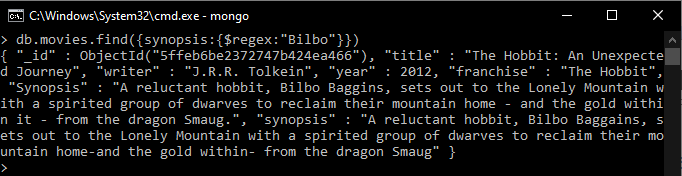 C:\Windows\System32\cmd.exe - mongo
> db.movies.find({synopsis:{$regex:"Bilbo"}})
{ "_id" : ObjectId("5ffeb6be2372747b424ea466"), "title" : "The Hobbit: An Unexpecte
d Journey", "writer" : "J.R.R. Tolkein", "year" : 2012, "franchise" : "The Hobbit",
"Synopsis" : "A reluctant hobbit, Bilbo Baggins, sets out to the Lonely Mountain w
ith a spirited group of dwarves to reclaim their mountain home - and the gold withi
n it - from the dragon Smaug.", "synopsis" : "A reluctant hobbit, Bilbo Baggains, s
ets out to the Lonely Mountain with a spirited group of dwarves to reclaim their mo
untain home-and the gold within- from the dragon Smaug" }
>